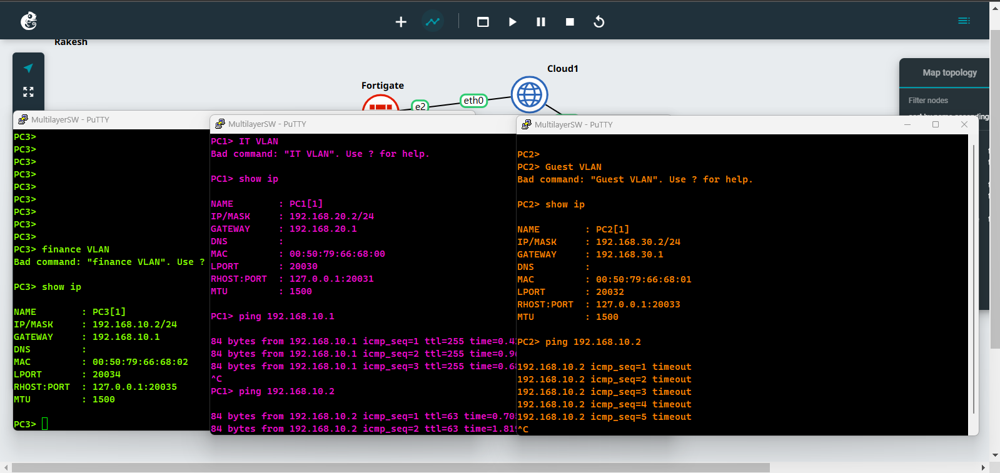 Rakesh
Cloud1
Fortigate
eth0
e2
Map topology
Filter nodes
MultilayerSW - PuTTY
PC3>
PC3>
PC3>
PC3>
PC3>
PC3>
PC3>
PC3>
PC3>
PC3> finance VLAN
Bad command: "finance VLAN". Use ?
PC3> show ip
NAME : PC3[1]
IP/MASK : 192.168.10.2/24
GATEWAY : 192.168.10.1
DNS :
MAC : 00:50:79:66:68:02
LPORT : 20034
RHOST:PORT : 127.0.0.1:20035
MTU : 1500
PC3>
MultilayerSW - PuTTY
PC1> IT VLAN
Bad command: "IT VLAN". Use ? for help.
PC1> show ip
NAME : PC1[1]
IP/MASK : 192.168.20.2/24
GATEWAY : 192.168.20.1
DNS :
MAC : 00:50:79:66:68:00
LPORT : 20030
RHOST:PORT : 127.0.0.1:20031
MTU : 1500
PC1> ping 192.168.10.1
84 bytes from 192.168.10.1 icmp_seq=1 ttl=255 time=0.4
84 bytes from 192.168.10.1 icmp_seq=2 ttl=255 time=0.9
84 bytes from 192.168.10.1 icmp_seq=3 ttl=255 time=0.6
^C
PC1> ping 192.168.10.2
84 bytes from 192.168.10.2 icmp_seq=1 ttl=63 time=0.70
84 bytes from 192.168.10.2 icmp_seq=2 ttl=63 time=1.81
MultilayerSW - PuTTY
PC2>
PC2> Guest VLAN
Bad command: "Guest VLAN". Use ? for help.
PC2> show ip
NAME : PC2[1]
IP/MASK : 192.168.30.2/24
GATEWAY : 192.168.30.1
DNS :
MAC : 00:50:79:66:68:01
LPORT : 20032
RHOST:PORT : 127.0.0.1:20033
MTU : 1500
PC2> ping 192.168.10.2
192.168.10.2 icmp_seq=1 timeout
192.168.10.2 icmp_seq=2 timeout
192.168.10.2 icmp_seq=3 timeout
192.168.10.2 icmp_seq=4 timeout
192.168.10.2 icmp_seq=5 timeout
^C